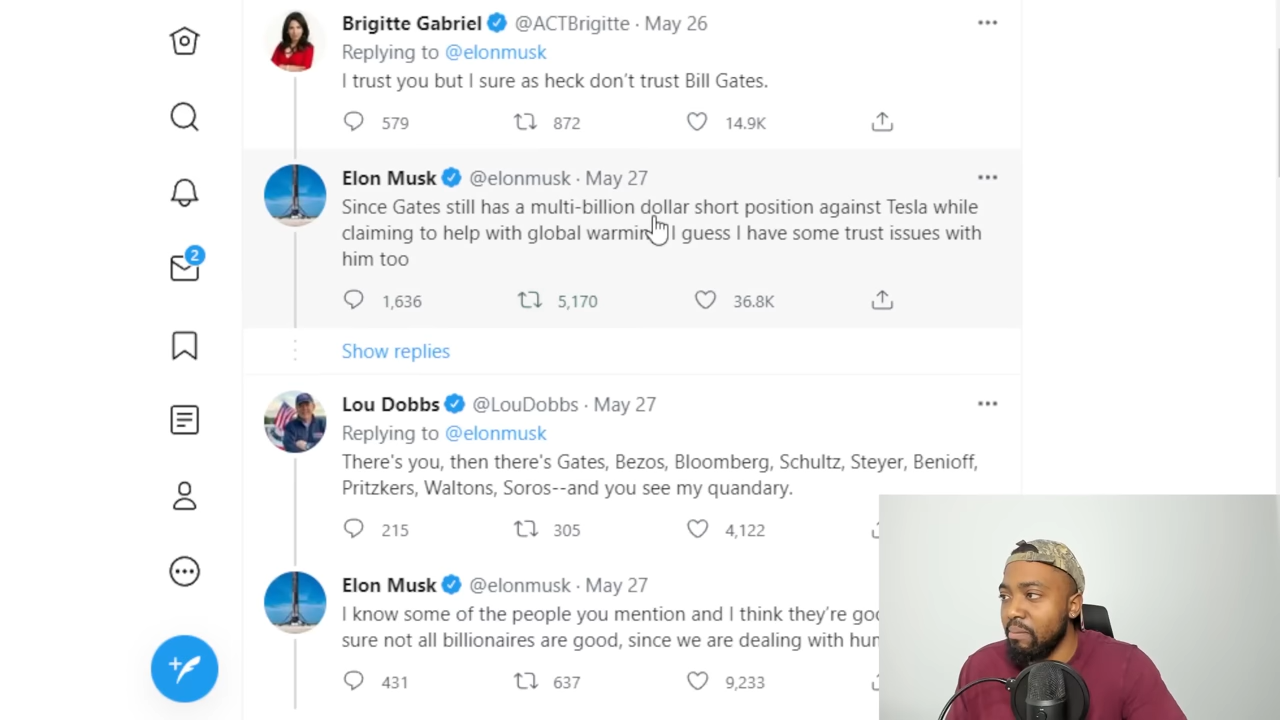 Brigitte Gabriel @ACTBrigitte · May 26
Replying to @elonmusk
I trust you but I sure as heck don't trust Bill Gates.
579 872 14.9K
Elon Musk @elonmusk · May 27
Since Gates still has a multi-billion dollar short position against Tesla while
claiming to help with global warming I guess I have some trust issues with
him too
2
1,636 5,170 36.8K
Show replies
Lou Dobbs @LouDobbs · May 27
Replying to @elonmusk
There's you, then there's Gates, Bezos, Bloomberg, Schultz, Steyer, Benioff,
Pritzkers, Waltons, Soros--and you see my quandary.
215 305 4,122
Elon Musk @elonmusk · May 27
I know some of the people you mention and I think they're
sure not all billionaires are good, since we are dealing with
431 637 9,233